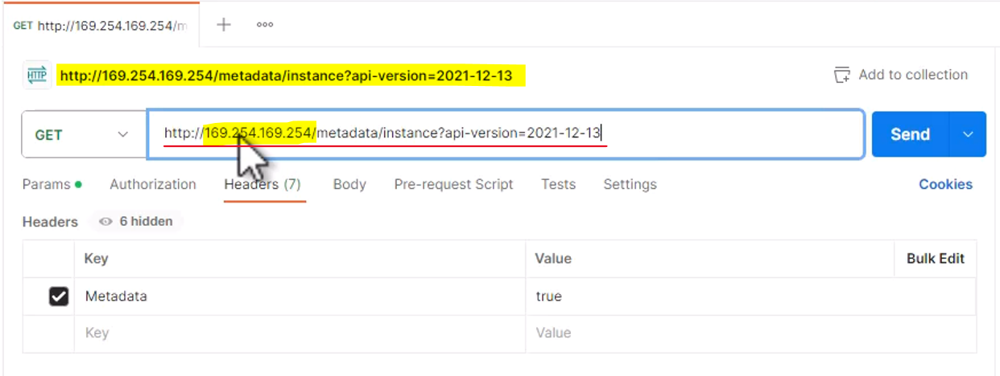 GET http://169.254.169.254/m
HTTP http://169.254.169.254/metadata/instance?api-version=2021-12-13 Add to collection
GET http://169.254.169.254/metadata/instance?api-version=2021-12-13 Send
Params Authorization Headers (7) Body Pre-request Script Tests Settings Cookies
Headers 6 hidden
Key Value Bulk Edit
Metadata true
Key Value